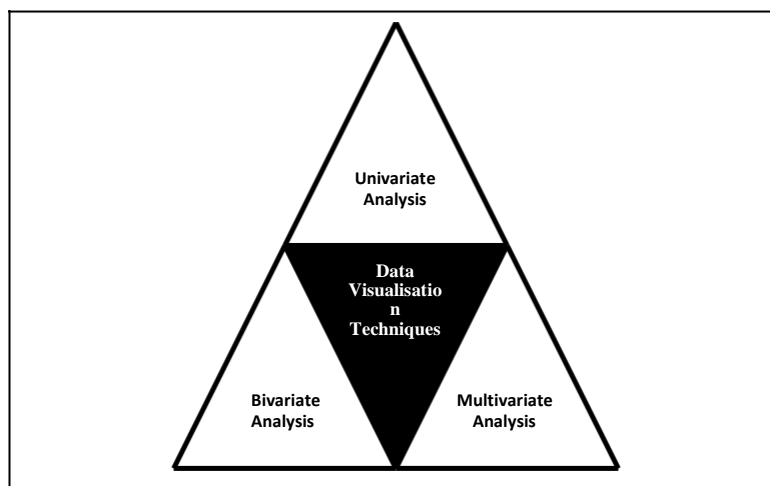 Univariate
Analysis
Data
Visualisatio
n
Techniques
Bivariate
Analysis
Multivariate
Analysis